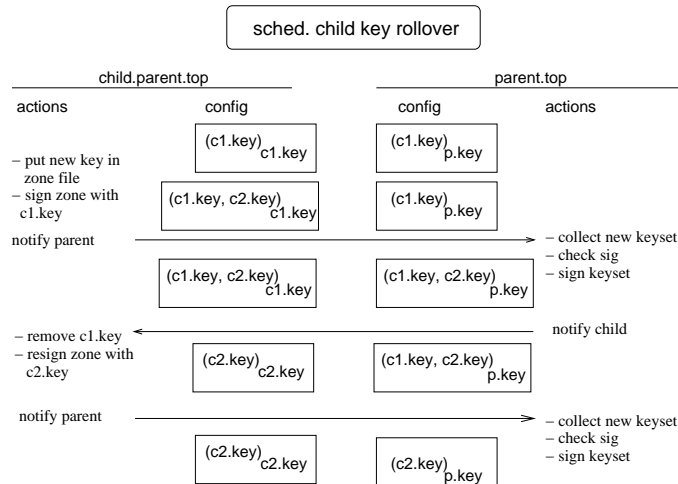 sched. child key rollover
child.parent.top
parent.top
actions
config
config
actions
(c1.key)c1.key
(c1.key)p.key
– put new key in
zone file
– sign zone with
c1.key
(c1.key, c2.key)c1.key
(c1.key)p.key
notify parent
– collect new keyset
– check sig
– sign keyset
(c1.key, c2.key)c1.key
(c1.key, c2.key)p.key
notify child
– remove c1.key
– resign zone with
c2.key
(c2.key)c2.key
(c1.key, c2.key)p.key
notify parent
– collect new keyset
– check sig
– sign keyset
(c2.key)c2.key
(c2.key)p.key